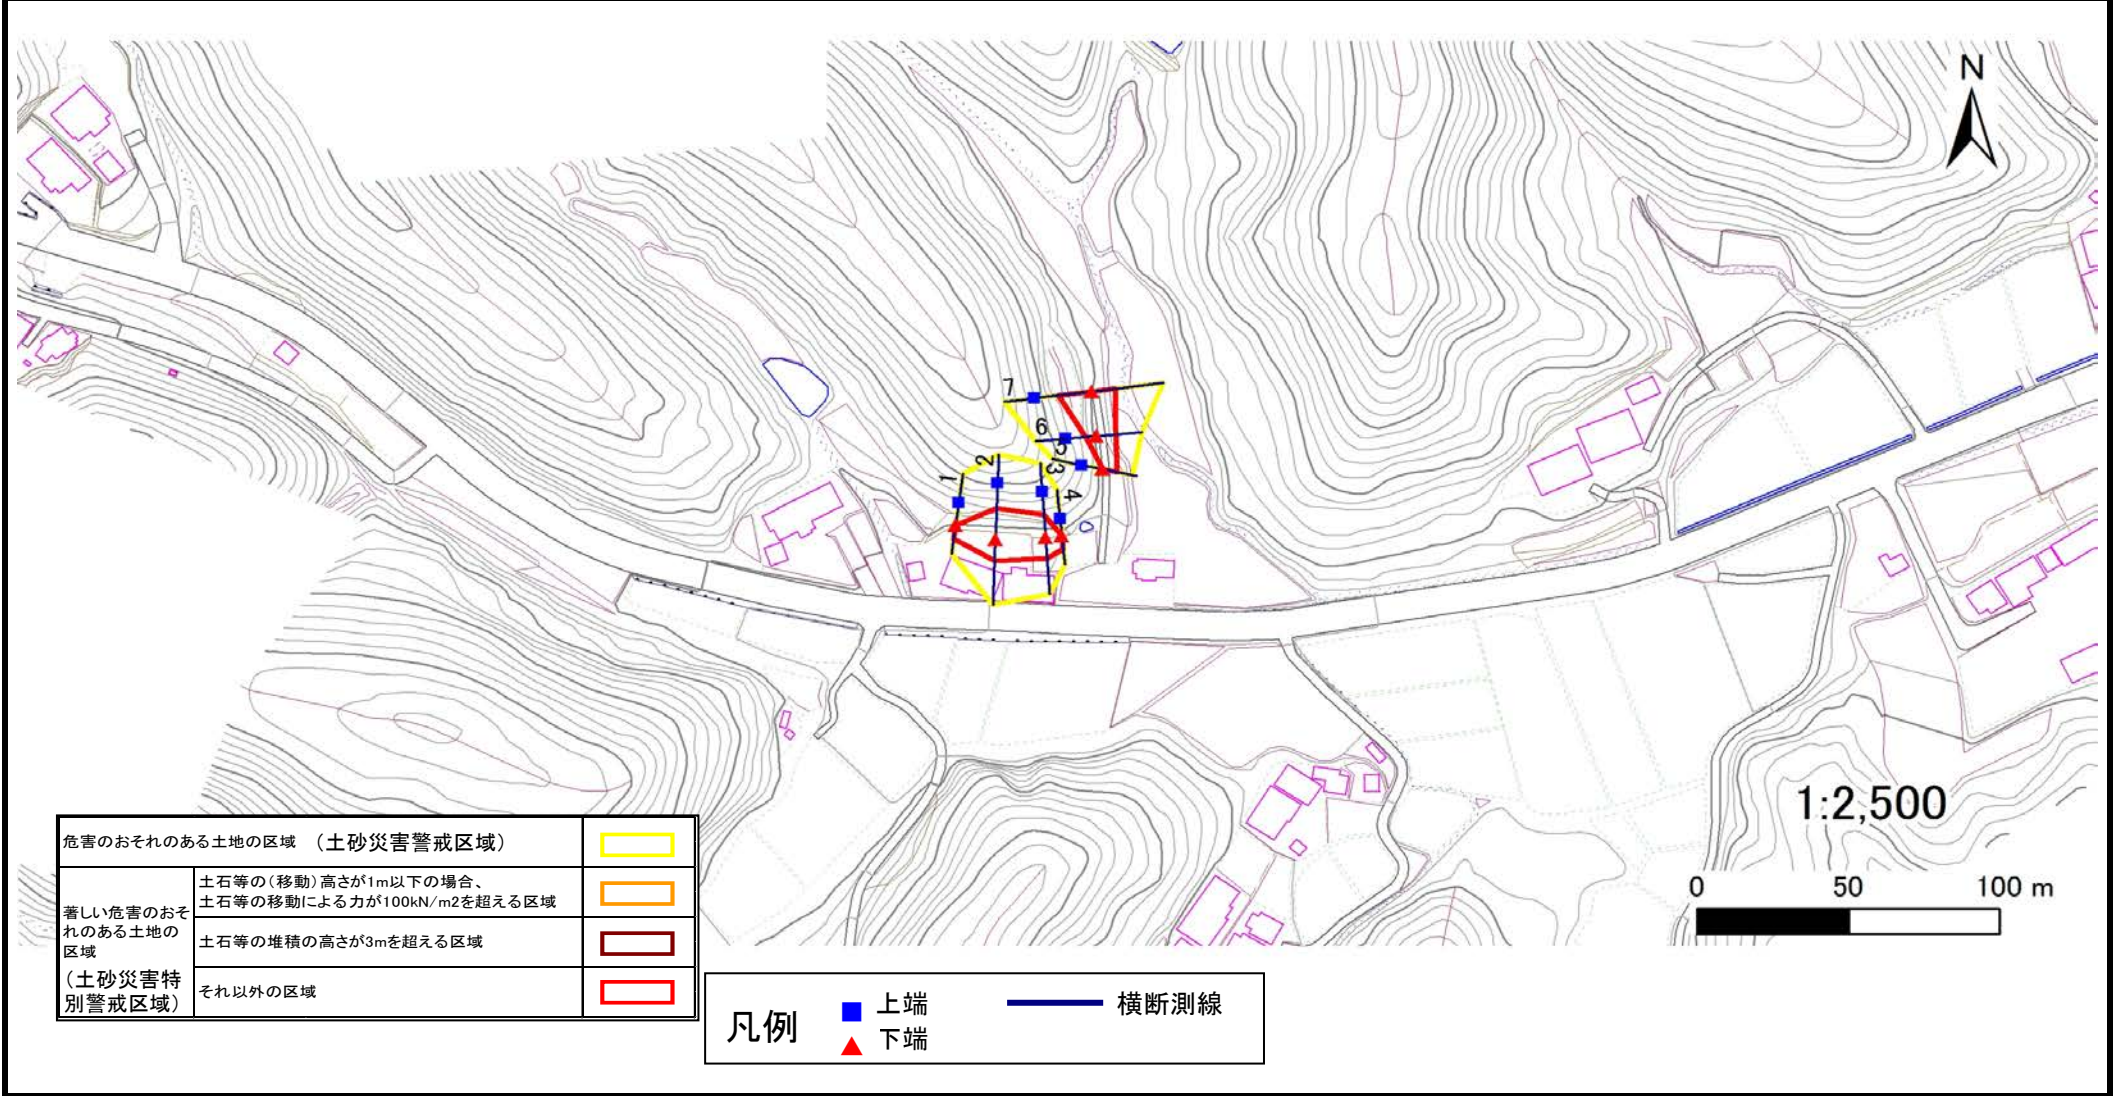 N
7
6
5
2
3
1
4
1:2,500
0 50 100 m
危害のおそれのある土地の区域 (土砂災害警戒区域)
著しい危害のおそ
れのある土地の
区域
(土砂災害特
別警戒区域)
土石等の(移動)高さが1m以下の場合、
土石等の移動による力が100kN/m2を超える区域
土石等の堆積の高さが3mを超える区域
それ以外の区域
凡例
上端
下端
横断測線